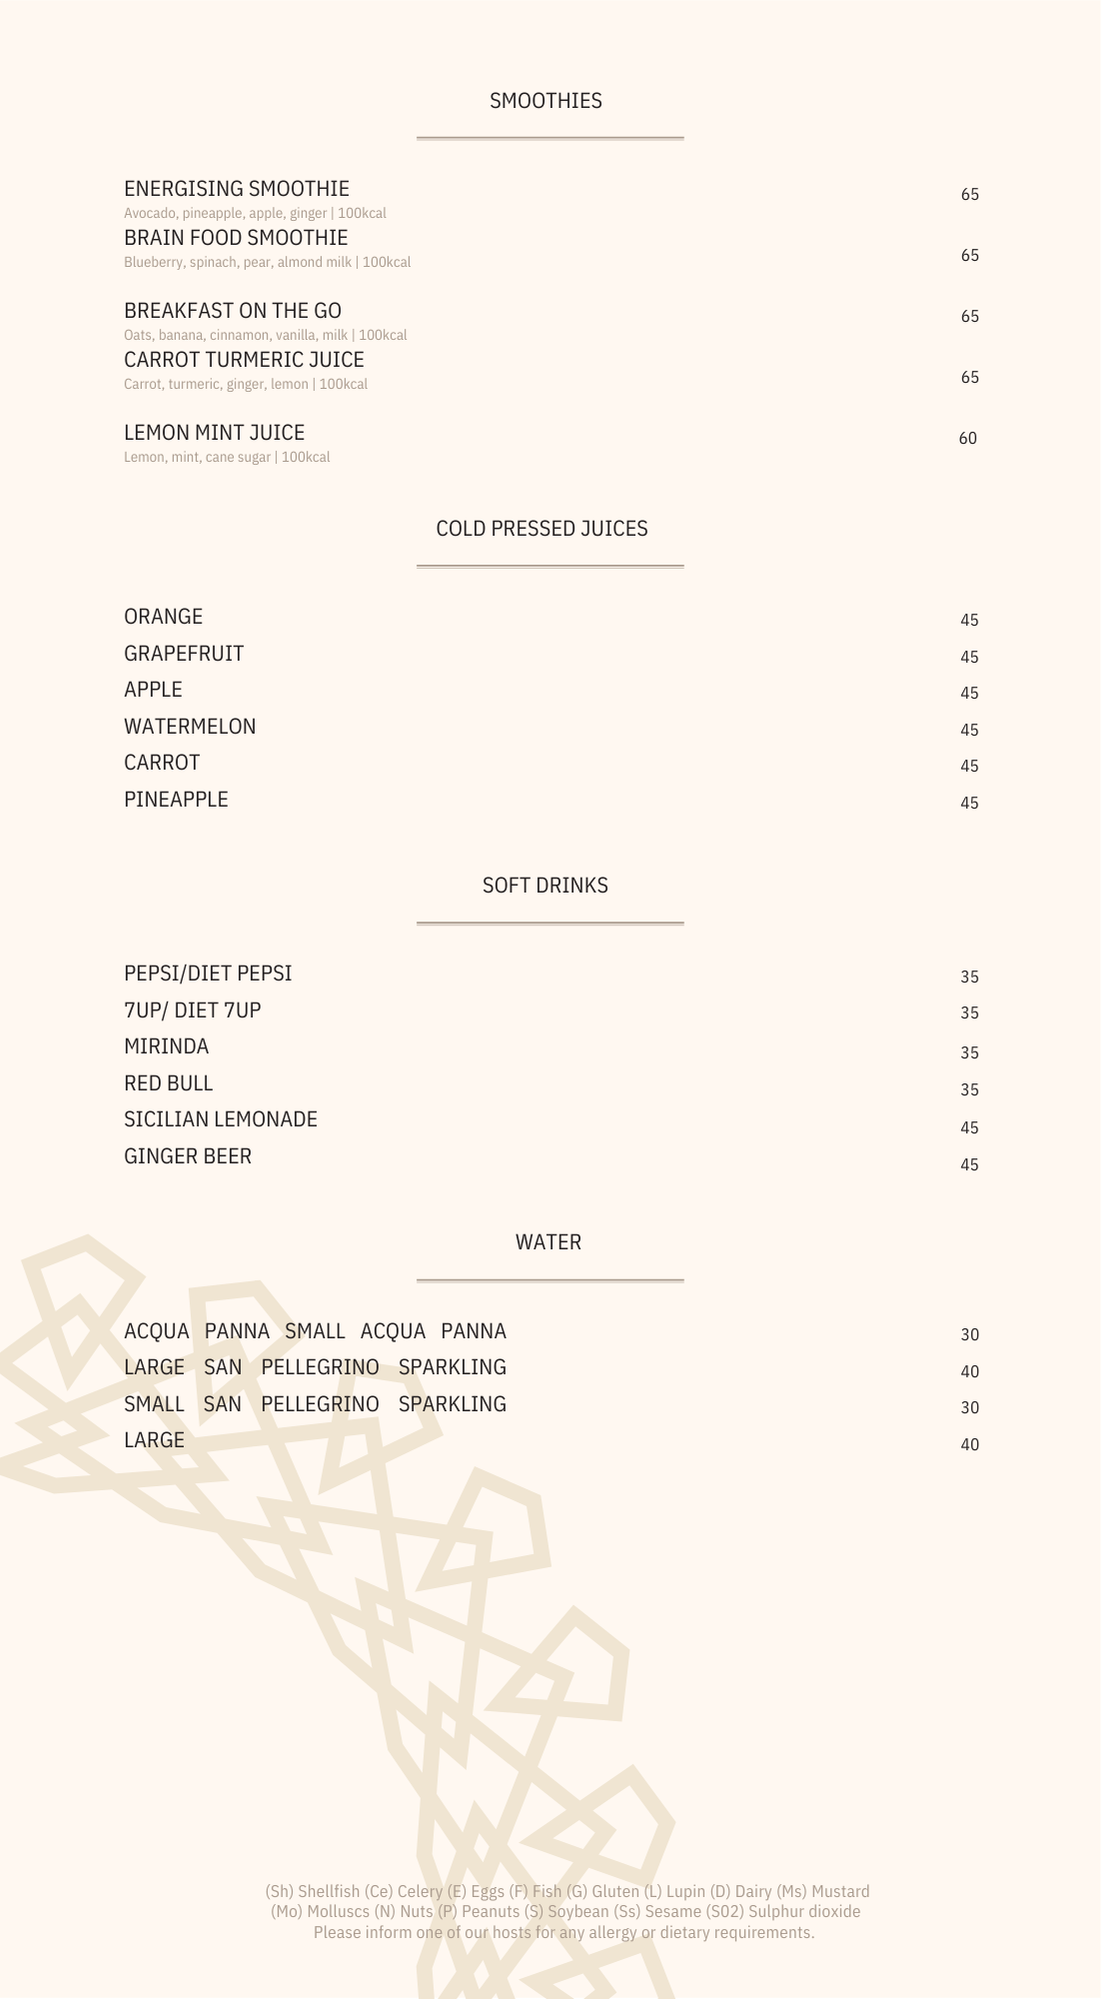 SMOOTHIES
ENERGISING SMOOTHIE 65
Avocado, pineapple, apple, ginger | 100kcal
BRAIN FOOD SMOOTHIE 65
Blueberry, spinach, pear, almond milk | 100kcal
BREAKFAST ON THE GO 65
Oats, banana, cinnamon, vanilla, milk | 100kcal
CARROT TURMERIC JUICE 65
Carrot, turmeric, ginger, lemon | 100kcal
LEMON MINT JUICE 60
Lemon, mint, cane sugar | 100kcal
COLD PRESSED JUICES
ORANGE 45
GRAPEFRUIT 45
APPLE 45
WATERMELON 45
CARROT 45
PINEAPPLE 45
SOFT DRINKS
PEPSI/DIET PEPSI 35
7UP/ DIET 7UP 35
MIRINDA 35
RED BULL 35
SICILIAN LEMONADE 45
GINGER BEER 45
WATER
ACQUA PANNA SMALL ACQUA PANNA 30
LARGE SAN PELLEGRINO SPARKLING 40
SMALL SAN PELLEGRINO SPARKLING 30
LARGE 40
(Sh) Shellfish (Ce) Celery (E) Eggs (F) Fish (G) Gluten (L) Lupin (D) Dairy (Ms) Mustard
(Mo) Molluscs (N) Nuts (P) Peanuts (S) Soybean (Ss) Sesame (S02) Sulphur dioxide
Please inform one of our hosts for any allergy or dietary requirements.